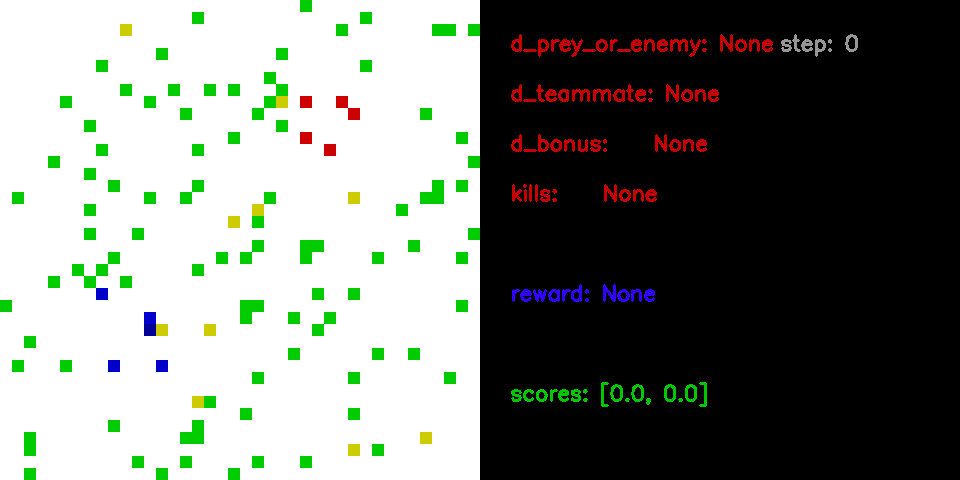 d_prey_or_enemy: None step: 0
d_teammate: None
d_bonus: None
kills: None
reward: None
scores: [0.0, 0.0]